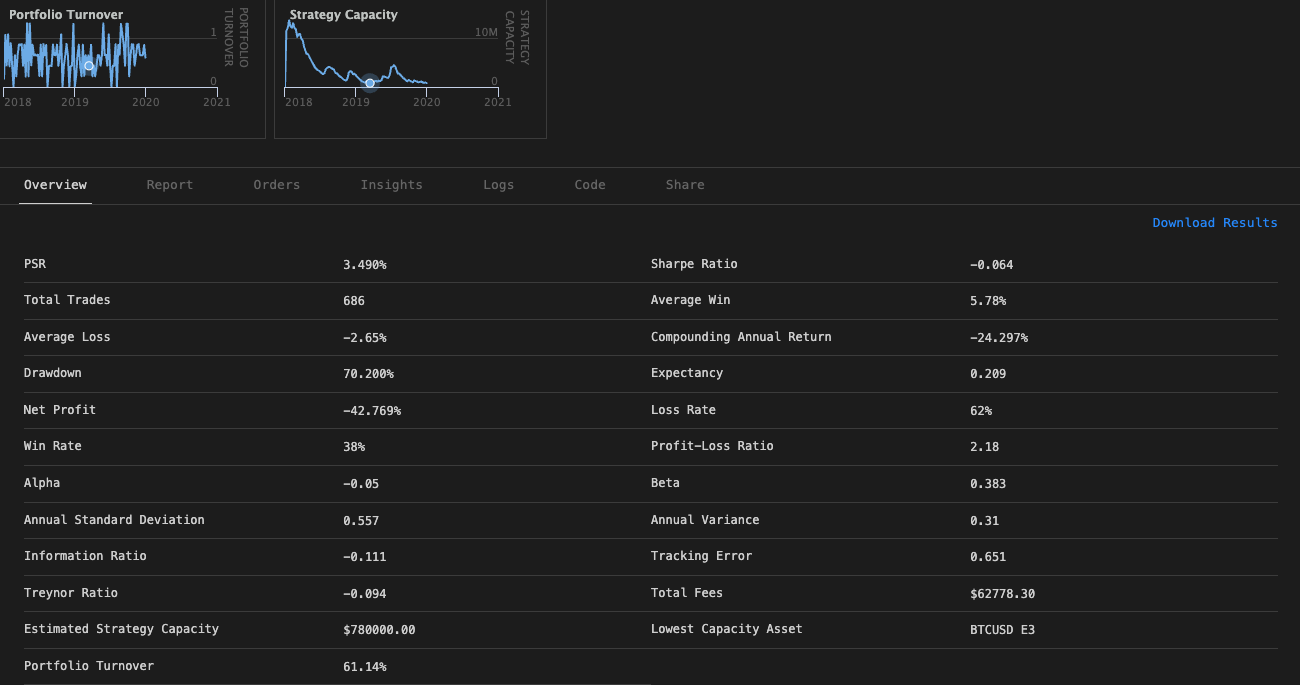 Portfolio Turnover
1
0
PORTFOLIO
TURNOVER
2018 2019 2020 2021
Strategy Capacity
10M
0
STRATEGY
CAPACITY
2018 2019 2020 2021
Overview Report Orders Insights Logs Code Share
Download Results
PSR 3.490% Sharpe Ratio -0.064
Total Trades 686 Average Win 5.78%
Average Loss -2.65% Compounding Annual Return -24.297%
Drawdown 70.200% Expectancy 0.209
Net Profit -42.769% Loss Rate 62%
Win Rate 38% Profit-Loss Ratio 2.18
Alpha -0.05 Beta 0.383
Annual Standard Deviation 0.557 Annual Variance 0.31
Information Ratio -0.111 Tracking Error 0.651
Treynor Ratio -0.094 Total Fees $62778.30
Estimated Strategy Capacity $780000.00 Lowest Capacity Asset BTCUSD E3
Portfolio Turnover 61.14%